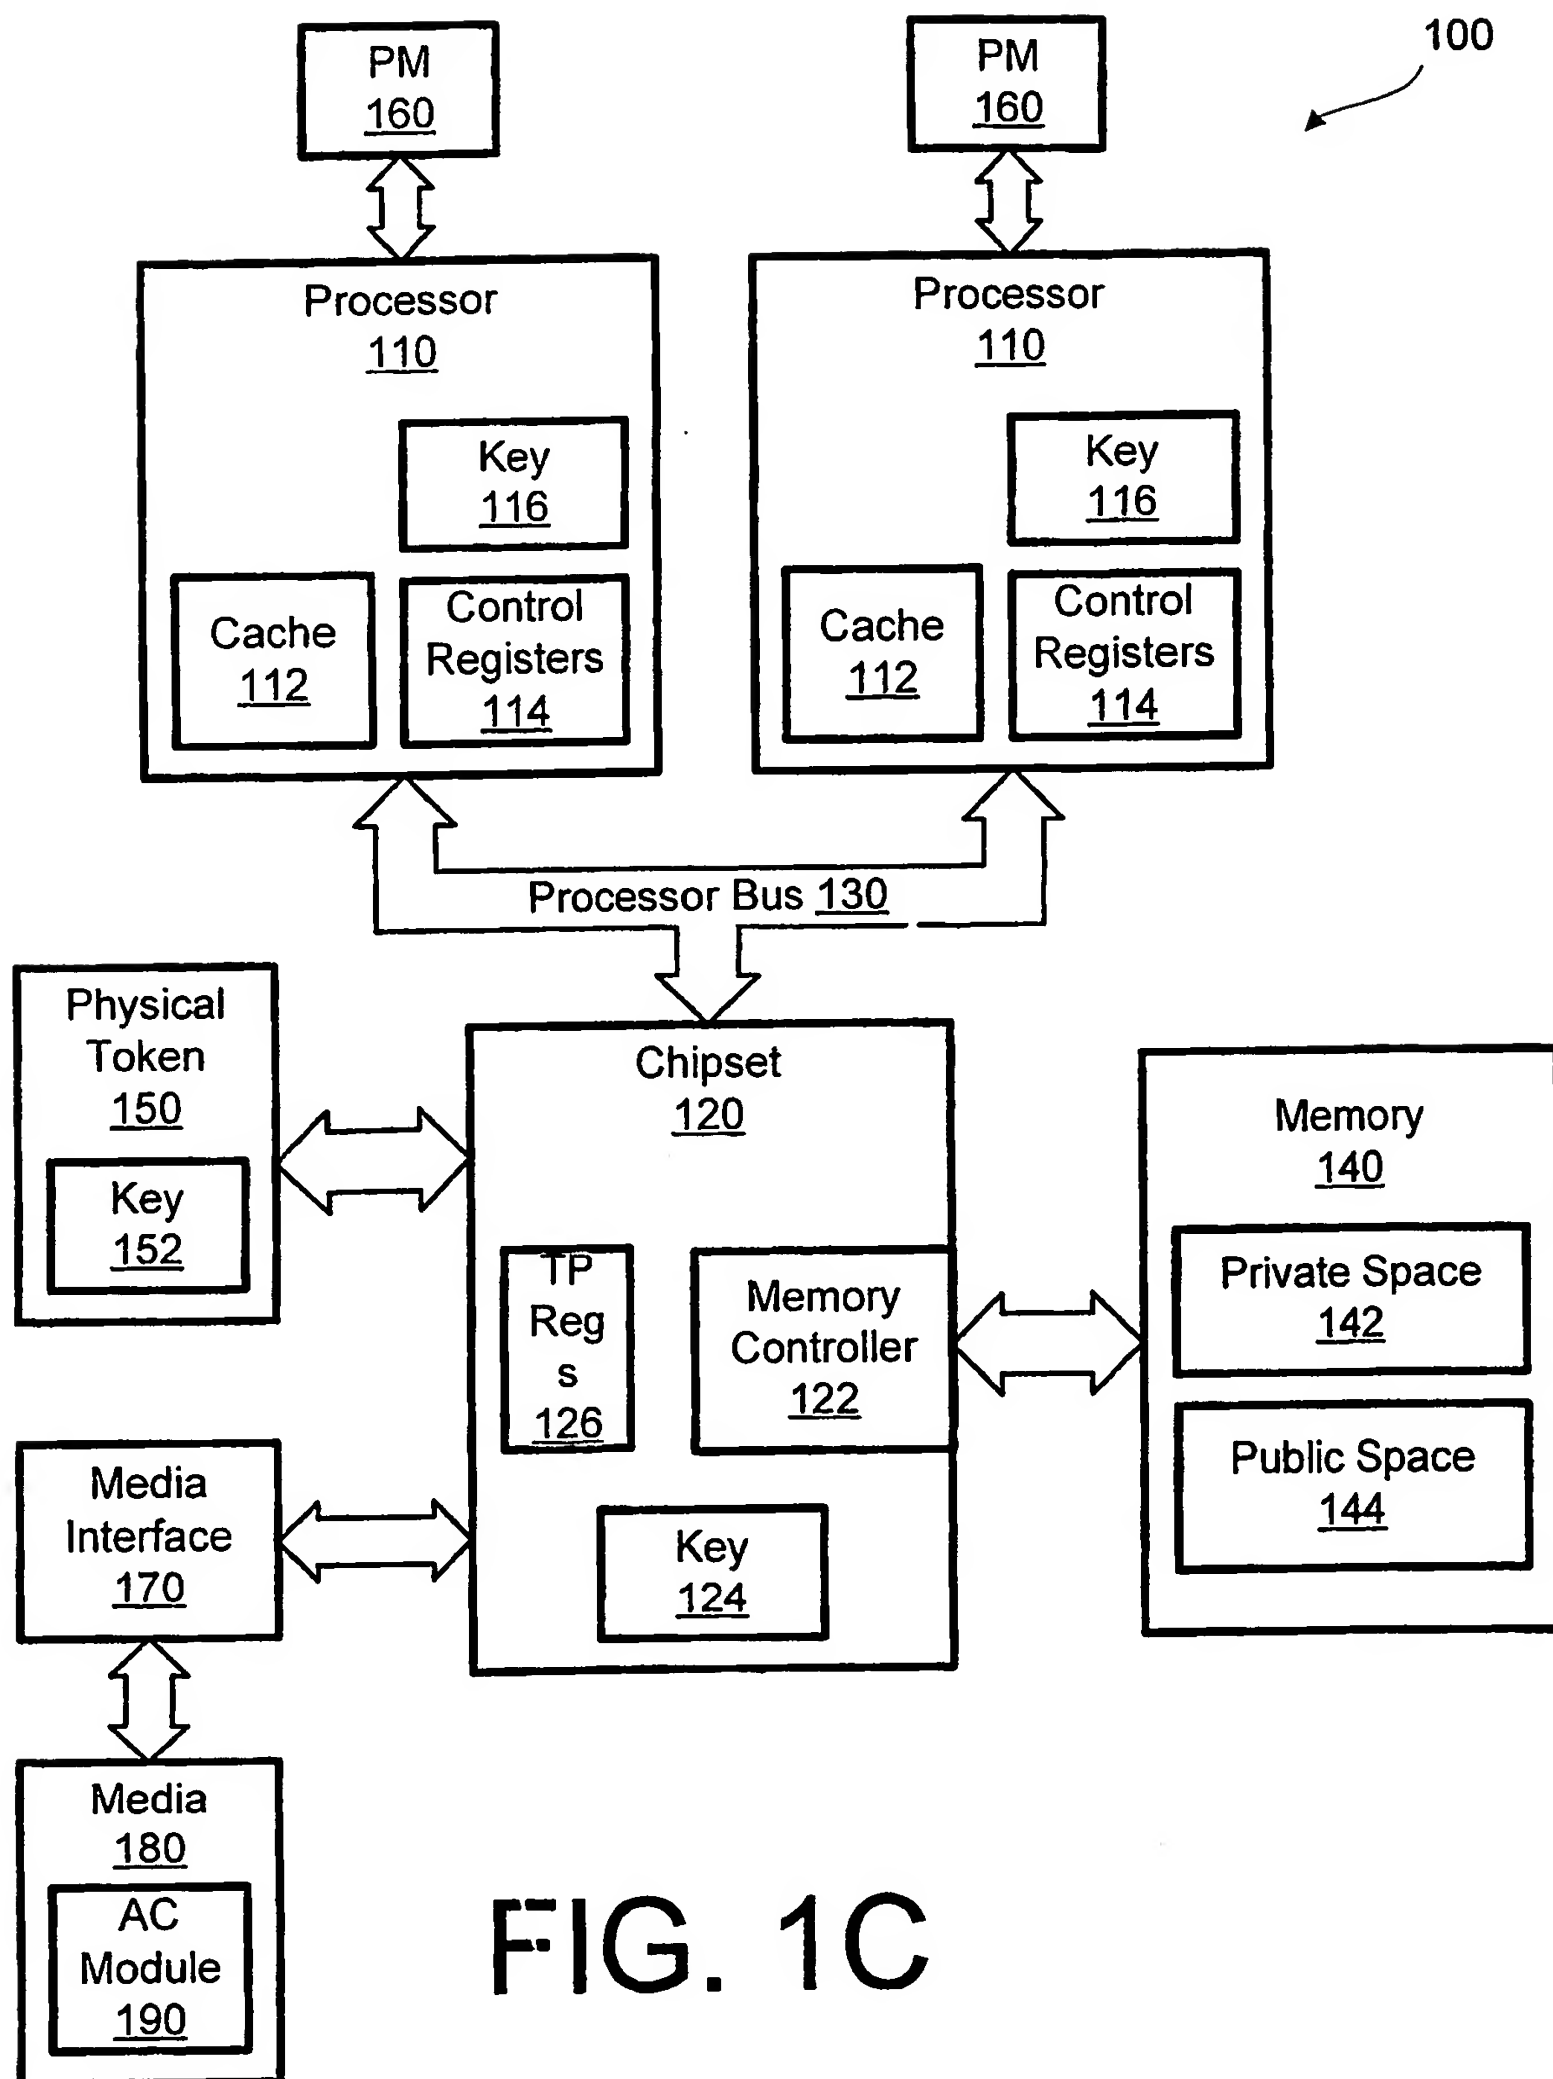 100
PM
160
PM
160
Processor
110
Key
116
Cache
112
Control
Registers
114
Processor
110
Key
116
Cache
112
Control
Registers
114
Processor Bus 130
Physical
Token
150
Key
152
Chipset
120
TP
Reg
s
126
Memory
Controller
122
Key
124
Memory
140
Private Space
142
Public Space
144
Media
Interface
170
Media
180
AC
Module
190
FIG. 1C